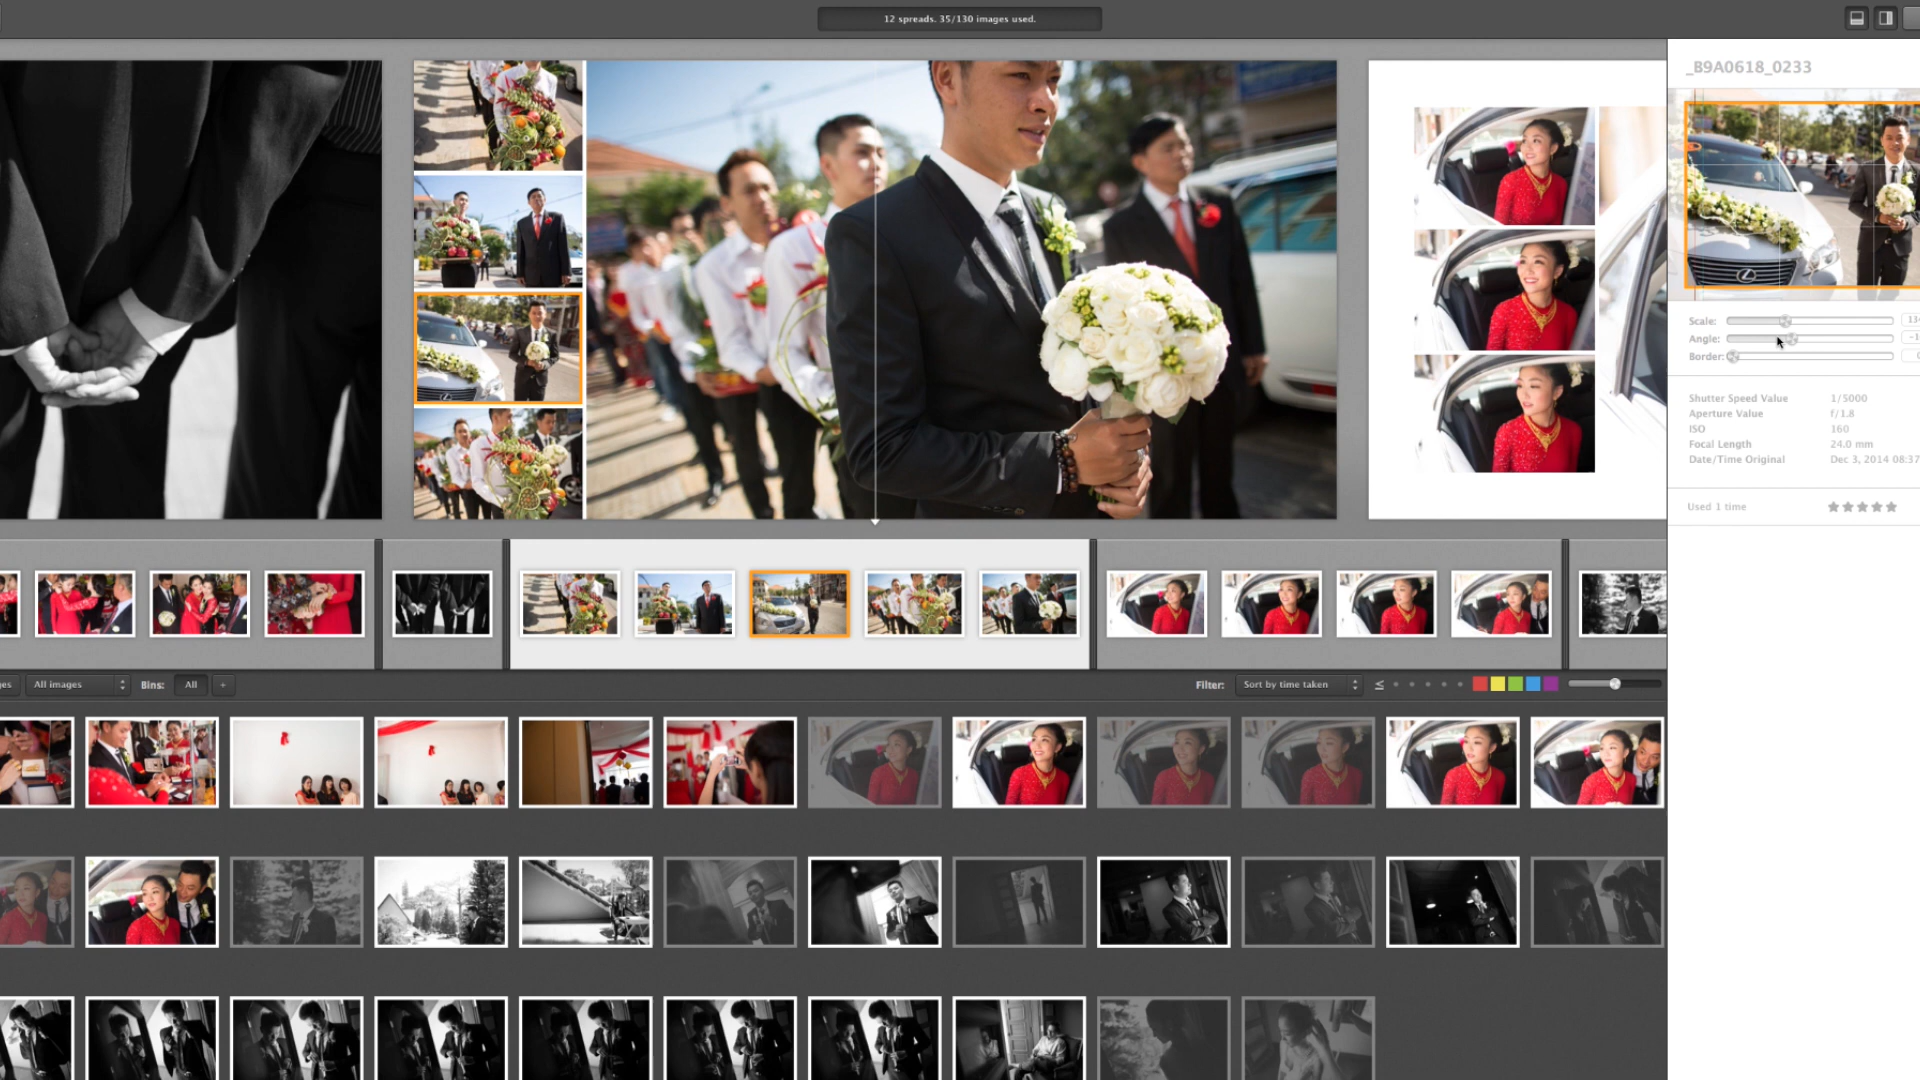 12 spreads. 35/130 images used.
_B9A0618_0233
Scale:
Angle:
Border:
Shutter Speed Value 1/5000
Aperture Value f/1.8
ISO 160
Focal Length 24.0 mm
Date/Time Original Dec 3, 2014 08:37
Used 1 time
All images Bins: All + Filter: Sort by time taken ≤